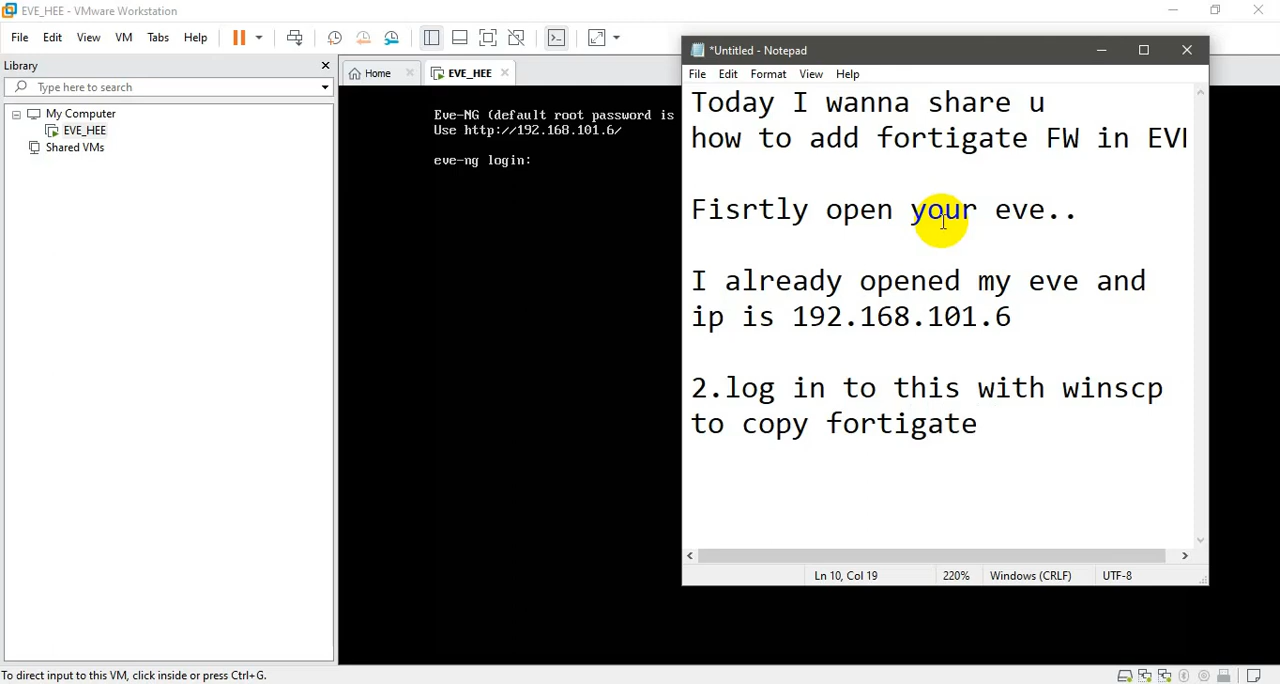 EVE_HEE - VMware Workstation
File Edit View VM Tabs Help
Library
Type here to search
My Computer
EVE_HEE
Shared VMs
Home
EVE_HEE
Eve-NG (default root password is
Use http://192.168.101.6/
eve-ng login:
*Untitled - Notepad
File Edit Format View Help
Today I wanna share u
how to add fortigate FW in EV
Fisrtly open your eve..
I already opened my eve and
ip is 192.168.101.6
2.log in to this with winscp
to copy fortigate
Ln 10, Col 19 220% Windows (CRLF) UTF-8
To direct input to this VM, click inside or press Ctrl+G.